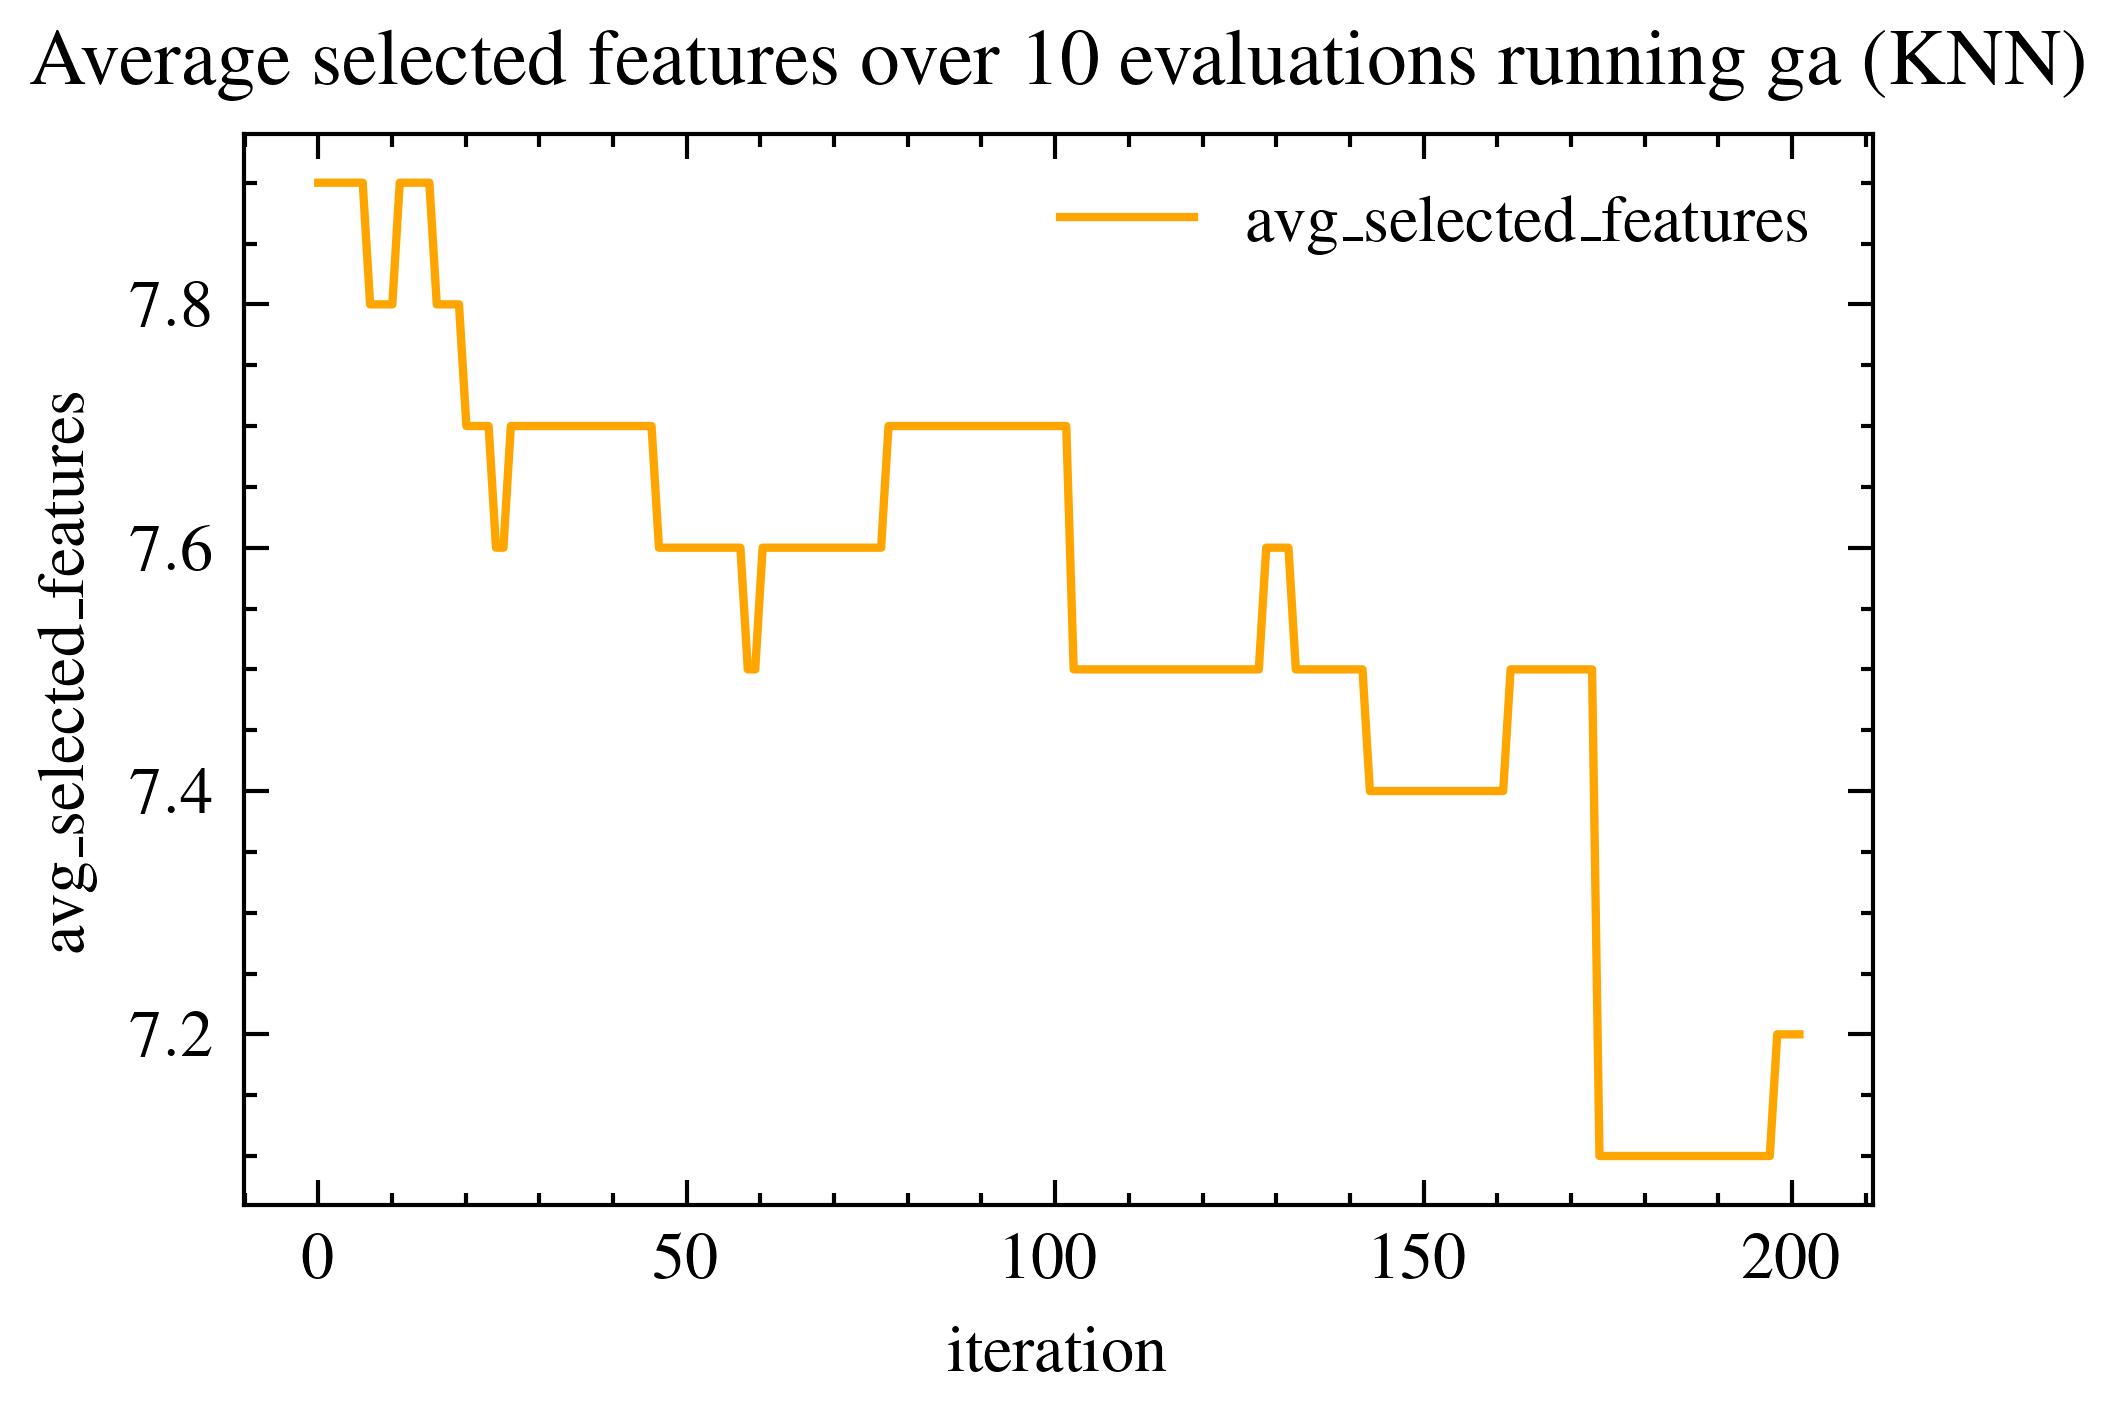 Average selected features over 10 evaluations running ga (KNN)
avg_selected_features
avg_selected_features
7.8
7.6
7.4
7.2
0 50 100 150 200
iteration